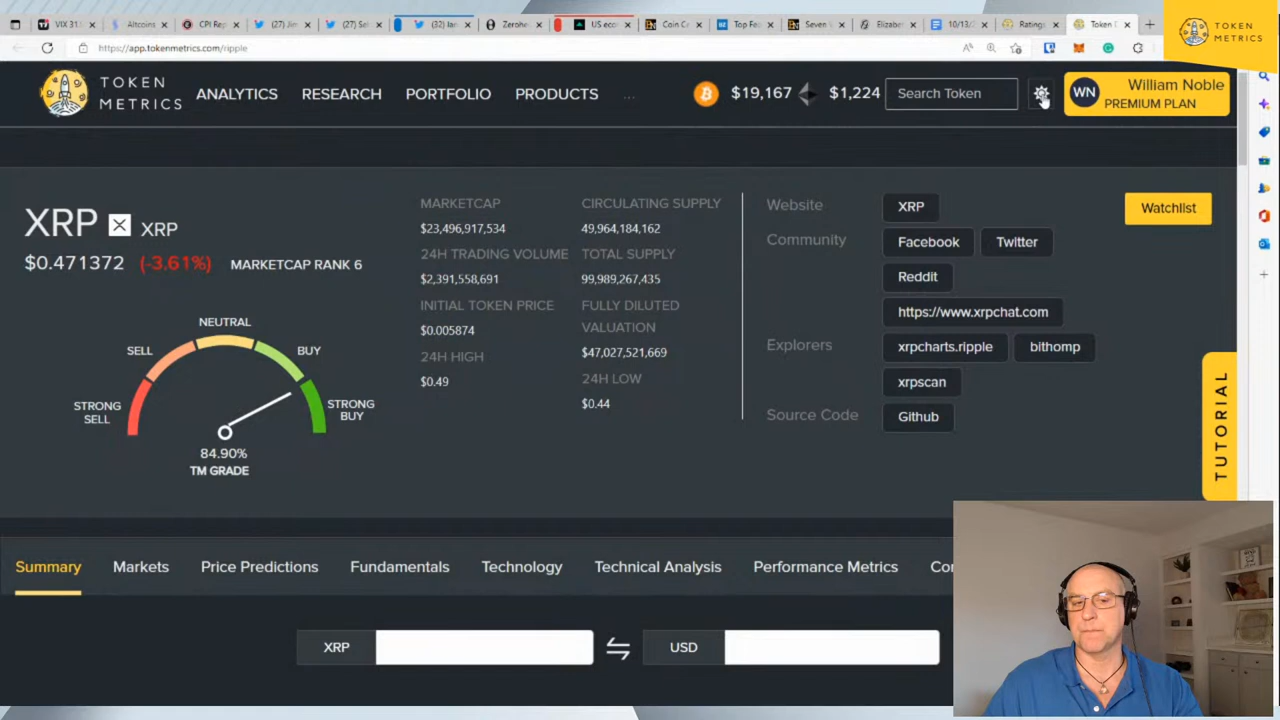 VIX 31.
Altcoins
CPI Rep
(27) Jin
(27) Sel
(32) Ian
Zerohe
US eco
Coin Ca
Top Fea
Seven V
Elizabe
10/13/2
Ratings
Token D
https://app.tokenmetrics.com/ripple
TOKEN
METRICS
TOKEN
METRICS
ANALYTICS
RESEARCH
PORTFOLIO
PRODUCTS
...
$19,167
$1,224
Search Token
WN
William Noble
PREMIUM PLAN
XRP XRP
$0.471372 (-3.61%) MARKETCAP RANK 6
NEUTRAL
SELL
BUY
STRONG
SELL
STRONG
BUY
84.90%
TM GRADE
MARKETCAP
$23,496,917,534
24H TRADING VOLUME
$2,391,558,691
INITIAL TOKEN PRICE
$0.005874
24H HIGH
$0.49
CIRCULATING SUPPLY
49,964,184,162
TOTAL SUPPLY
99,989,267,435
FULLY DILUTED
VALUATION
$47,027,521,669
24H LOW
$0.44
Website XRP
Community Facebook Twitter
Reddit
https://www.xrpchat.com
Explorers xrpcharts.ripple bithomp
xrpscan
Source Code Github
Watchlist
TUTORIAL
Summary
Markets
Price Predictions
Fundamentals
Technology
Technical Analysis
Performance Metrics
Co
XRP
USD